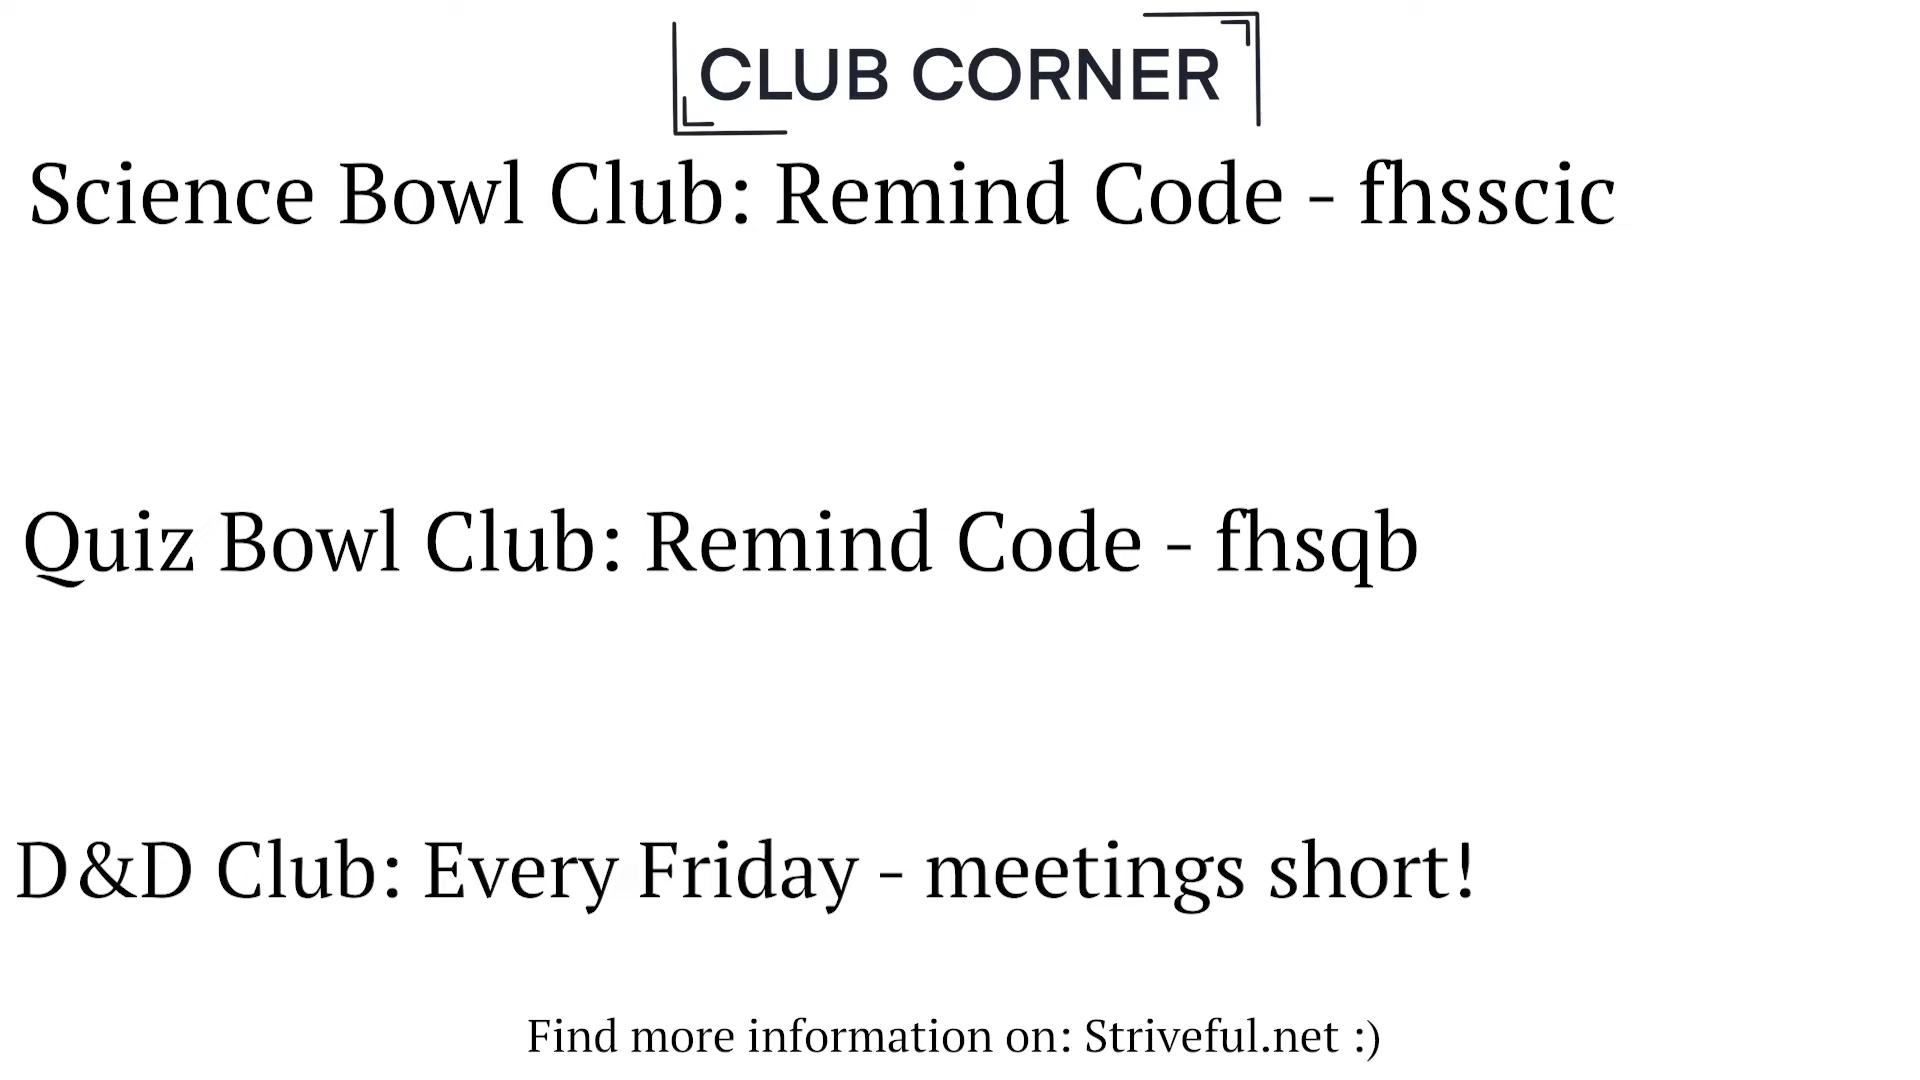 CLUB CORNER
Science Bowl Club: Remind Code - fhsscic
Quiz Bowl Club: Remind Code - fhsqb
D&D Club: Every Friday - meetings short!
Find more information on: Striveful.net :)